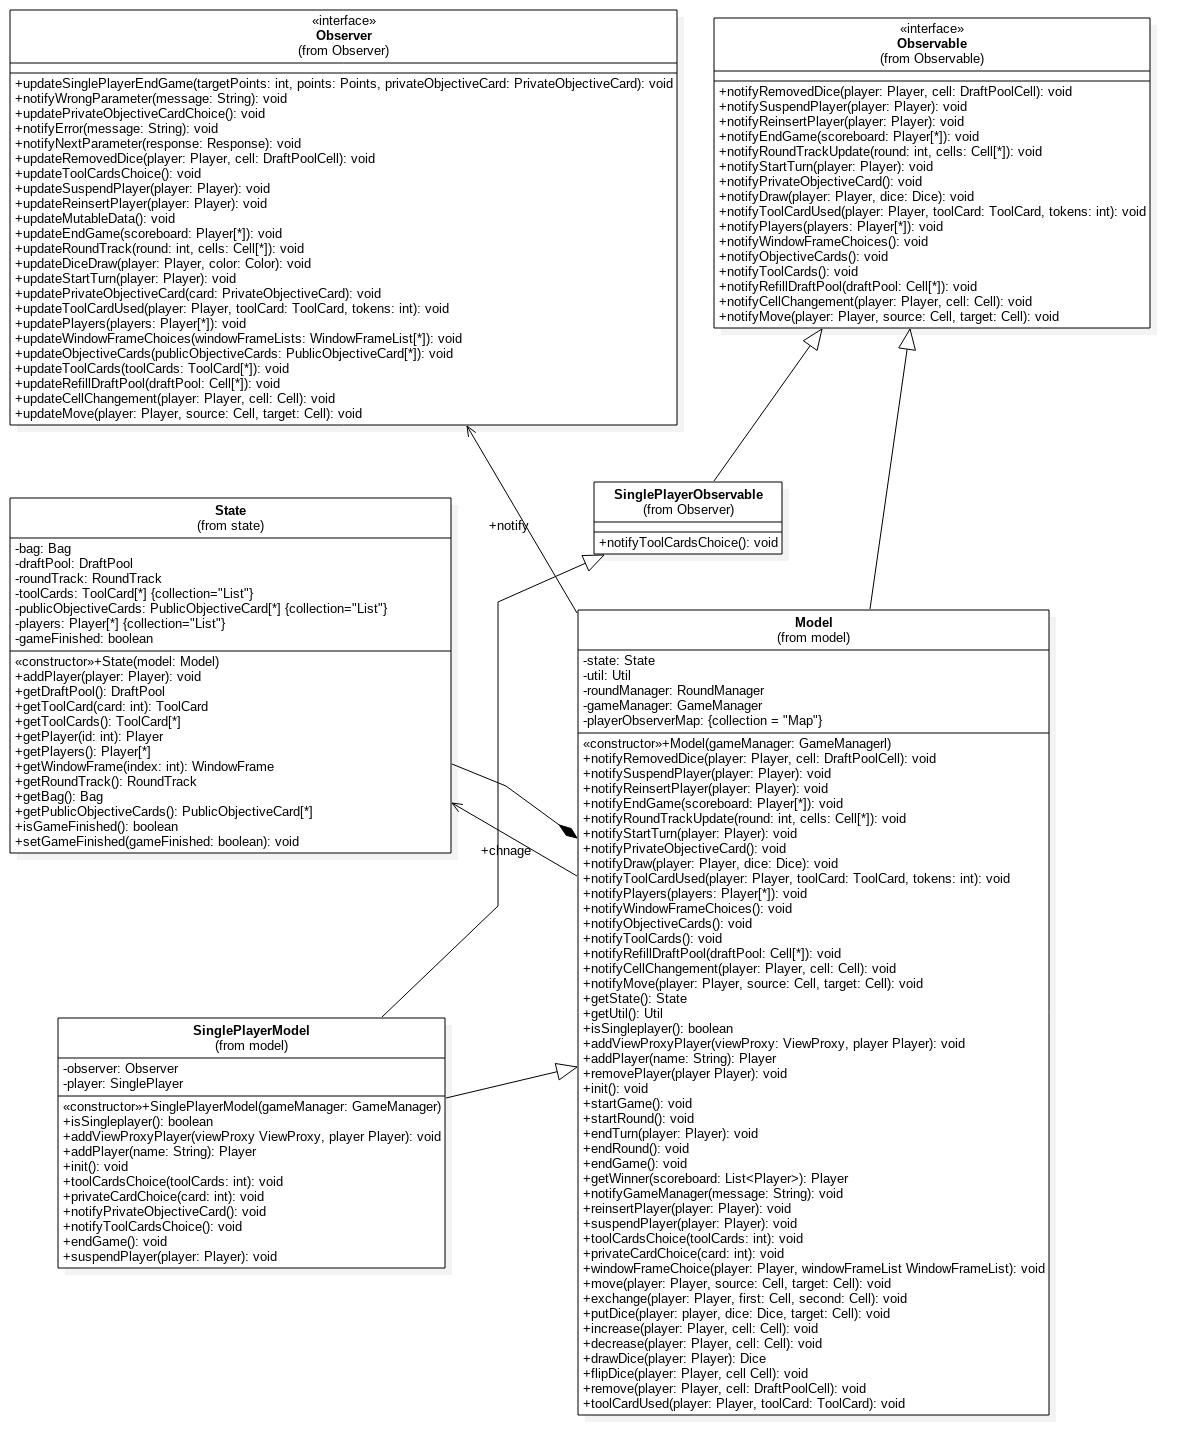 «interface»
Observer
(from Observer)
+updateSinglePlayerEndGame(targetPoints: int, points: Points, privateObjectiveCard: PrivateObjectiveCard): void
+notifyWrongParameter(message: String): void
+updatePrivateObjectiveCardChoice(): void
+notifyError(message: String): void
+notifyNextParameter(response: Response): void
+updateRemovedDice(player: Player, cell: DraftPoolCell): void
+updateToolCardsChoice(): void
+updateSuspendPlayer(player: Player): void
+updateReinsertPlayer(player: Player): void
+updateMutableData(): void
+updateEndGame(scoreboard: Player[*]): void
+updateRoundTrack(round: int, cells: Cell[*]): void
+updateDiceDraw(player: Player, color: Color): void
+updateStartTurn(player: Player): void
+updatePrivateObjectiveCard(card: PrivateObjectiveCard): void
+updateToolCardUsed(player: Player, toolCard: ToolCard, tokens: int): void
+updatePlayers(players: Player[*]): void
+updateWindowFrameChoices(windowFrameLists: WindowFrameList[*]): void
+updateObjectiveCards(publicObjectiveCards: PublicObjectiveCard[*]): void
+updateToolCards(toolCards: ToolCard[*]): void
+updateRefillDraftPool(draftPool: Cell[*]): void
+updateCellChangement(player: Player, cell: Cell): void
+updateMove(player: Player, source: Cell, target: Cell): void
«interface»
Observable
(from Observable)
+notifyRemovedDice(player: Player, cell: DraftPoolCell): void
+notifySuspendPlayer(player: Player): void
+notifyReinsertPlayer(player: Player): void
+notifyEndGame(scoreboard: Player[*]): void
+notifyRoundTrackUpdate(round: int, cells: Cell[*]): void
+notifyStartTurn(player: Player): void
+notifyPrivateObjectiveCard(): void
+notifyDraw(player: Player, dice: Dice): void
+notifyToolCardUsed(player: Player, toolCard: ToolCard, tokens: int): void
+notifyPlayers(players: Player[*]): void
+notifyWindowFrameChoices(): void
+notifyObjectiveCards(): void
+notifyToolCards(): void
+notifyRefillDraftPool(draftPool: Cell[*]): void
+notifyCellChangement(player: Player, cell: Cell): void
+notifyMove(player: Player, source: Cell, target: Cell): void
+notify
SinglePlayerObservable
(from Observer)
+notifyToolCardsChoice(): void
State
(from state)
-bag: Bag
-draftPool: DraftPool
-roundTrack: RoundTrack
-toolCards: ToolCard[*] {collection="List"}
-publicObjectiveCards: PublicObjectiveCard[*] {collection="List"}
-players: Player[*] {collection="List"}
-gameFinished: boolean
«constructor»+State(model: Model)
+addPlayer(player: Player): void
+getDraftPool(): DraftPool
+getToolCard(card: int): ToolCard
+getToolCards(): ToolCard[*]
+getPlayer(id: int): Player
+getPlayers(): Player[*]
+getWindowFrame(index: int): WindowFrame
+getRoundTrack(): RoundTrack
+getBag(): Bag
+getPublicObjectiveCards(): PublicObjectiveCard[*]
+isGameFinished(): boolean
+setGameFinished(gameFinished: boolean): void
+chnage
Model
(from model)
-state: State
-util: Util
-roundManager: RoundManager
-gameManager: GameManager
-playerObserverMap: {collection = "Map"}
«constructor»+Model(gameManager: GameManagerl)
+notifyRemovedDice(player: Player, cell: DraftPoolCell): void
+notifySuspendPlayer(player: Player): void
+notifyReinsertPlayer(player: Player): void
+notifyEndGame(scoreboard: Player[*]): void
+notifyRoundTrackUpdate(round: int, cells: Cell[*]): void
+notifyStartTurn(player: Player): void
+notifyPrivateObjectiveCard(): void
+notifyDraw(player: Player, dice: Dice): void
+notifyToolCardUsed(player: Player, toolCard: ToolCard, tokens: int): void
+notifyPlayers(players: Player[*]): void
+notifyWindowFrameChoices(): void
+notifyObjectiveCards(): void
+notifyToolCards(): void
+notifyRefillDraftPool(draftPool: Cell[*]): void
+notifyCellChangement(player: Player, cell: Cell): void
+notifyMove(player: Player, source: Cell, target: Cell): void
+getState(): State
+getUtil(): Util
+isSingleplayer(): boolean
+addViewProxyPlayer(viewProxy: ViewProxy, player Player): void
+addPlayer(name: String): Player
+removePlayer(player Player): void
+init(): void
+startGame(): void
+startRound(): void
+endTurn(player: Player): void
+endRound(): void
+endGame(): void
+getWinner(scoreboard: List<Player>): Player
+notifyGameManager(message: String): void
+reinsertPlayer(player: Player): void
+suspendPlayer(player: Player): void
+toolCardsChoice(toolCards: int): void
+privateCardChoice(card: int): void
+windowFrameChoice(player: Player, windowFrameList WindowFrameList): void
+move(player: Player, source: Cell, target: Cell): void
+exchange(player: Player, first: Cell, second: Cell): void
+putDice(player: player, dice: Dice, target: Cell): void
+increase(player: Player, cell: Cell): void
+decrease(player: Player, cell: Cell): void
+drawDice(player: Player): Dice
+flipDice(player: Player, cell Cell): void
+remove(player: Player, cell: DraftPoolCell): void
+toolCardUsed(player: Player, toolCard: ToolCard): void
SinglePlayerModel
(from model)
-observer: Observer
-player: SinglePlayer
«constructor»+SinglePlayerModel(gameManager: GameManager)
+isSingleplayer(): boolean
+addViewProxyPlayer(viewProxy ViewProxy, player Player): void
+addPlayer(name: String): Player
+init(): void
+toolCardsChoice(toolCards: int): void
+privateCardChoice(card: int): void
+notifyPrivateObjectiveCard(): void
+notifyToolCardsChoice(): void
+endGame(): void
+suspendPlayer(player: Player): void